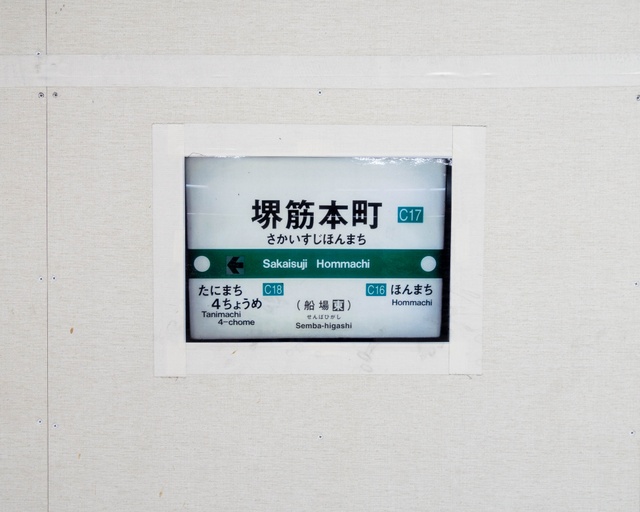 堺筋本町 C17
さかいすじほんまち
Sakaisuji Hommachi
たにまち C18
4ちょうめ
Tanimachi
4-chome
(船場東)
せんばひがし
Semba-higashi
C16 ほんまち
Hommachi